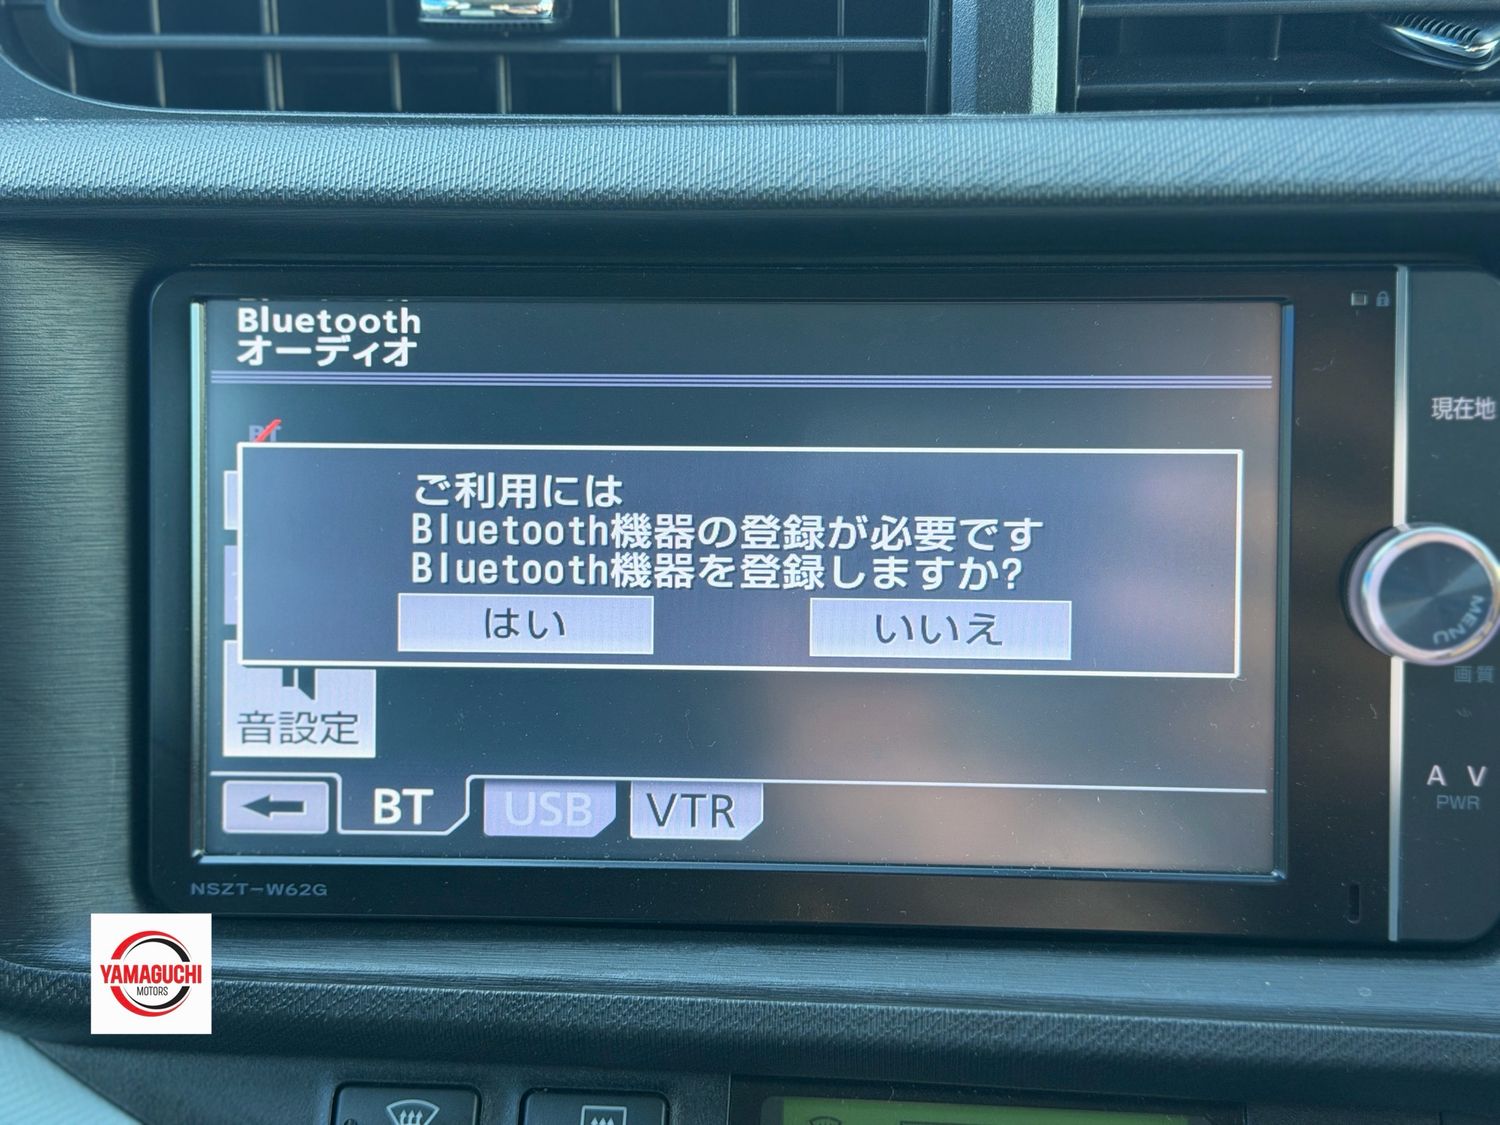 Bluetooth
オーディオ
BT
ご利用には
Bluetooth機器の登録が必要です
Bluetooth機器を登録しますか?
はい
いいえ
音設定
BT
USB
VTR
NSZT-W62G
現在地
MENU
画質
AV
PWR
YAMAGUCHI
MOTORS